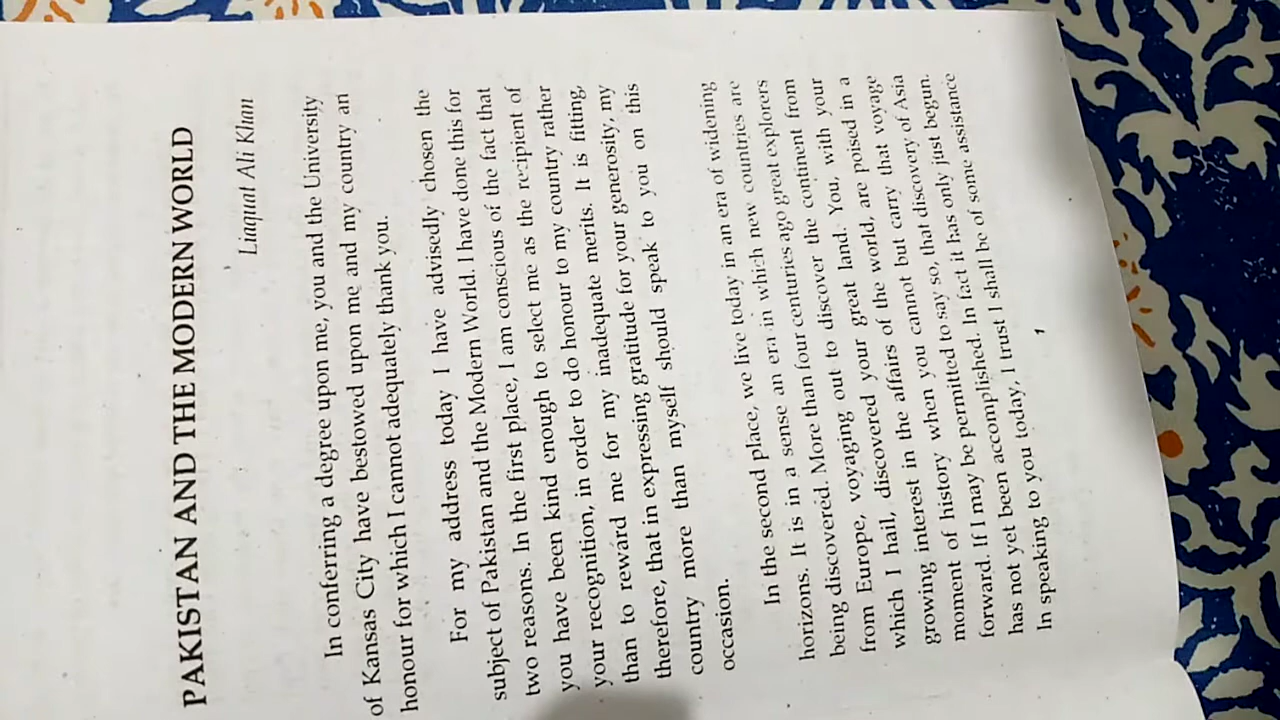 PAKISTAN AND THE MODERN WORLD
Liaquat Ali Khan
In conferring a degree upon me, you and the University
of Kansas City have bestowed upon me and my country an
honour for which I cannot adequately thank you.
For my address today I have advisedly chosen the
subject of Pakistan and the Modern World. I have done this for
two reasons. In the first place, I am conscious of the fact that
you have been kind enough to select me as the recipient of
your recognition, in order to do honour to my country rather
than to reward me for my inadequate merits. It is fitting,
therefore, that in expressing gratitude for your generosity, my
country more than myself should speak to you on this
occasion.
In the second place, we live today in an era of widening
horizons. It is in a sense an era in which new countries are
being discovered. More than four centuries ago great explorers
from Europe, voyaging out to discover the continent from
which I hail, discovered your great land. You, with your
growing interest in the affairs of the world, are poised in a
moment of history when you cannot but carry that voyage
forward. If I may be permitted to say so, that discovery of Asia
has not yet been accomplished. In fact it has only just begun.
In speaking to you today, I trust I shall be of some assistance
1